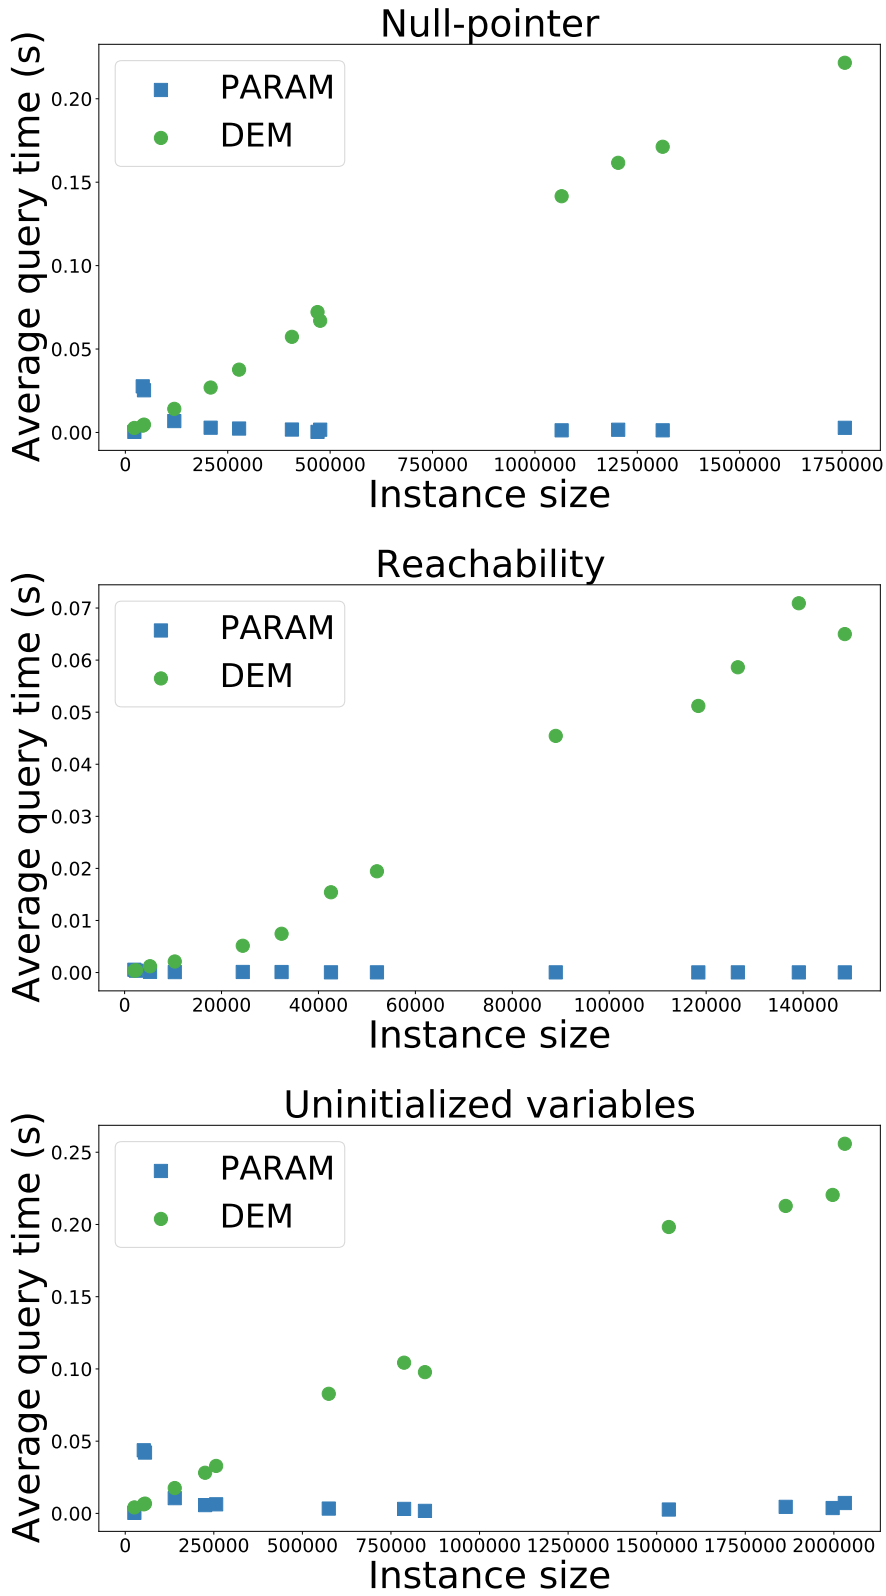 Null-pointer
Average query time (s)
PARAM
DEM
0.20
0.15
0.10
0.05
0.00
0 250000 500000 750000 1000000 1250000 1500000 1750000
Instance size
Reachability
Average query time (s)
PARAM
DEM
0.07
0.06
0.05
0.04
0.03
0.02
0.01
0.00
0 20000 40000 60000 80000 100000 120000 140000
Instance size
Uninitialized variables
Average query time (s)
PARAM
DEM
0.25
0.20
0.15
0.10
0.05
0.00
0 250000 500000 750000 1000000 1250000 1500000 1750000 2000000
Instance size